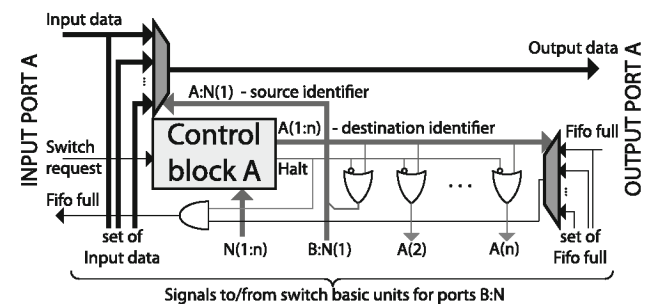 Input data
Output data
INPUT PORT A
OUTPUT PORT A
A:N(1) - source identifier
Control
block A
A(1:n) - destination identifier
Fifo full
Switch
request
Halt
Fifo full
...
set of
Input data
N(1:n)
B:N(1)
A(2)
A(n)
set of
Fifo full
Signals to/from switch basic units for ports B:N